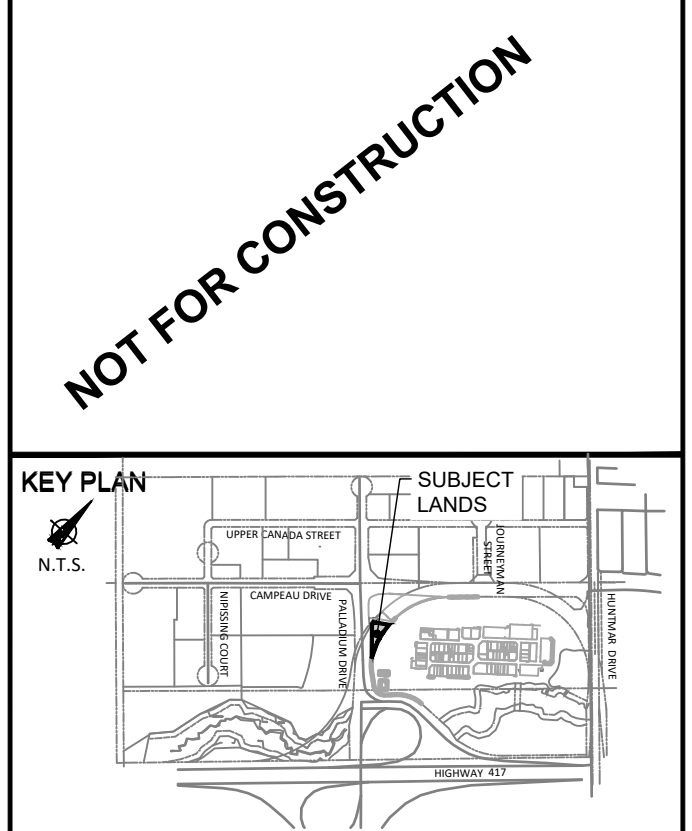 NOT FOR CONSTRUCTION
KEY PLAN
N.T.S.
SUBJECT
LANDS
UPPER CANADA STREET
JOURNEYMAN
STREET
CAMPEAU DRIVE
NIPISSING COURT
PALLADIUM DRIVE
HUNTMAR DRIVE
HIGHWAY 417